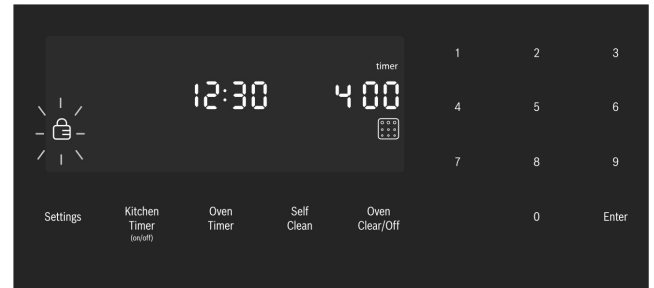 timer
12:30 4 00
1 2 3
4 5 6
7 8 9
0 Enter
Settings
Kitchen
Timer
(on/off)
Oven
Timer
Self
Clean
Oven
Clear/Off